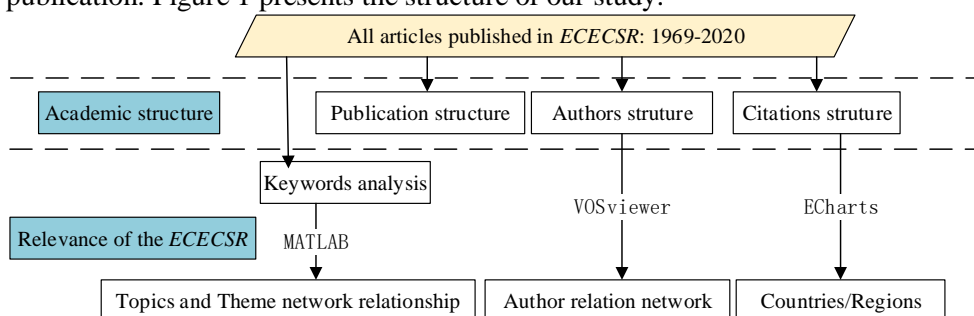 publication. Figure 1 presents the structure of our study.
All articles published in ECECSR: 1969-2020
Academic structure
Publication structure
Authors struture
Citations struture
Keywords analysis
VOSviewer
ECharts
Relevance of the ECECSR
MATLAB
Topics and Theme network relationship
Author relation network
Countries/Regions